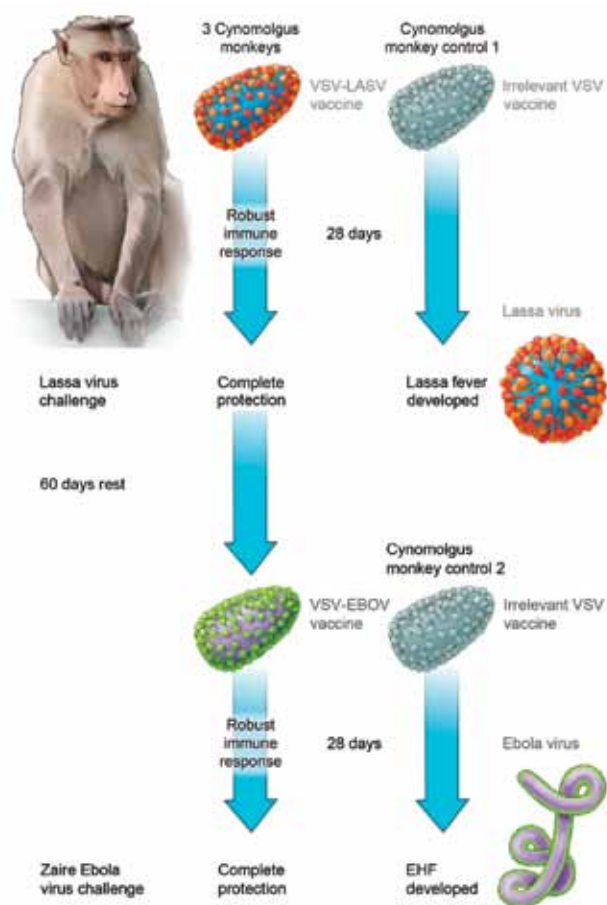 3 Cynomolgus
monkeys
Cynomolgus
monkey control 1
VSV-LASV
vaccine
Irrelevant VSV
vaccine
Robust
immune
response
28 days
Lassa virus
Lassa virus
challenge
Complete
protection
Lassa fever
developed
60 days rest
Cynomolgus
monkey control 2
VSV-EBOV
vaccine
Irrelevant VSV
vaccine
Robust
immune
response
28 days
Ebola virus
Zaire Ebola
virus challenge
Complete
protection
EHF
developed